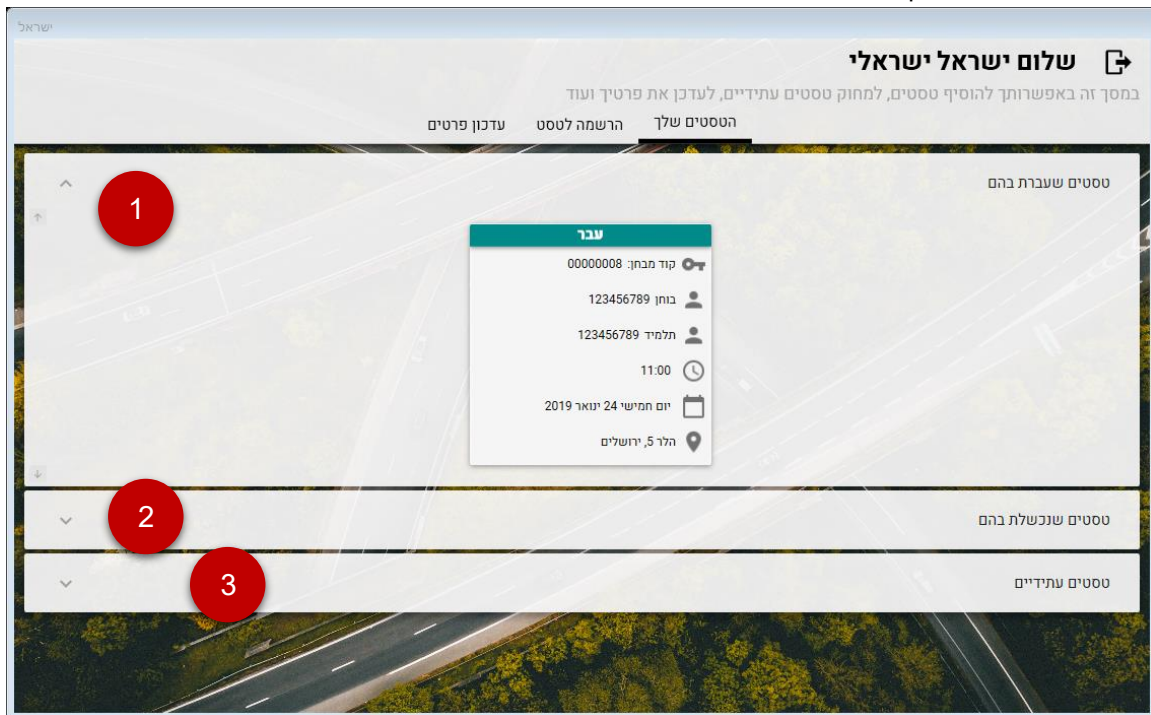 ישראל
שלום ישראל ישראלי
במסך זה באפשרותך להוסיף טסטים, למחוק טסטים עתידיים, לעדכן את פרטיך ועוד
הטסטים שלך הרשמה לטסט עדכון פרטים
טסטים שעברת בהם
1
עבר
קוד מבחן: 00000008
בוחן 123456789
תלמיד 123456789
11:00
יום חמישי 24 ינואר 2019
הלר 5, ירושלים
טסטים שנכשלת בהם
2
טסטים עתידיים
3